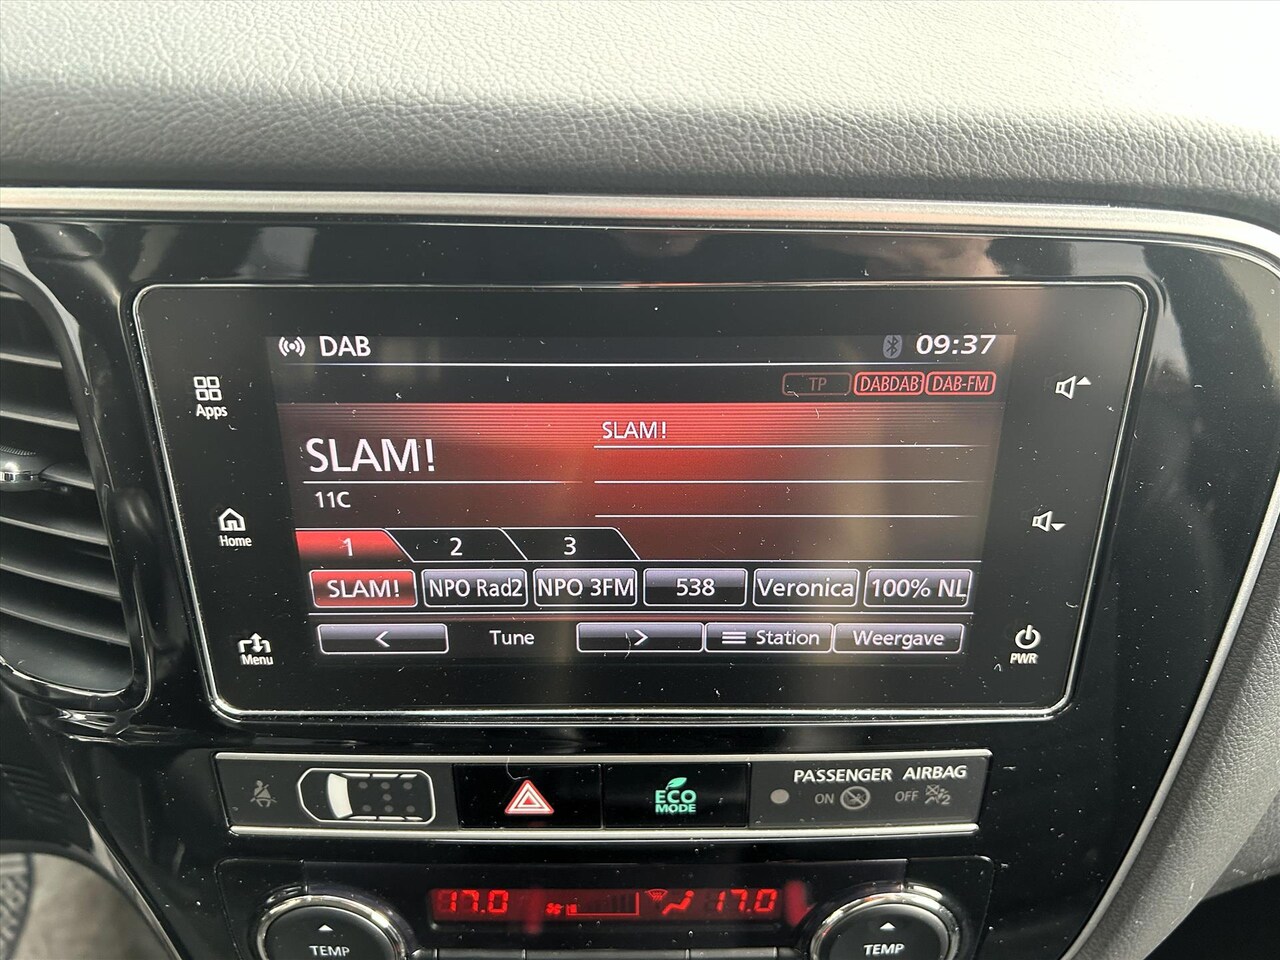 DAB 09:37
TP DABDAB DAB-FM
Apps
SLAM!
SLAM!
11C
1 2 3
Home
SLAM! NPO Rad2 NPO 3FM 538 Veronica 100% NL
< Tune > Station Weergave
Menu
PWR
PASSENGER AIRBAG
ON OFF 2
ECO
MODE
17.0 17.0
TEMP TEMP